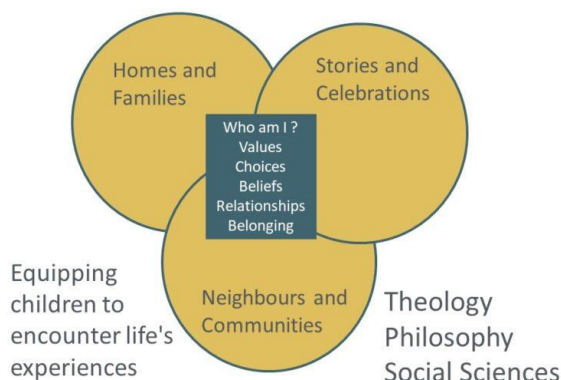 Homes and
Families
Stories and
Celebrations
Who am I ?
Values
Choices
Beliefs
Relationships
Belonging
Neighbours and
Communities
Equipping
children to
encounter life's
experiences
Theology
Philosophy
Social Sciences